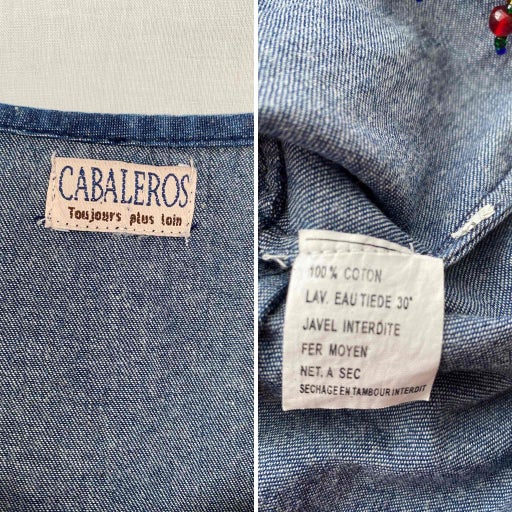 CABALEROS
Toujours plus loin
100% COTON
LAV. EAU TIEDE 30°
JAVEL INTERDITE
FER MOYEN
NET. A SEC
SECHAGE EN TAMBOUR INTERDIT